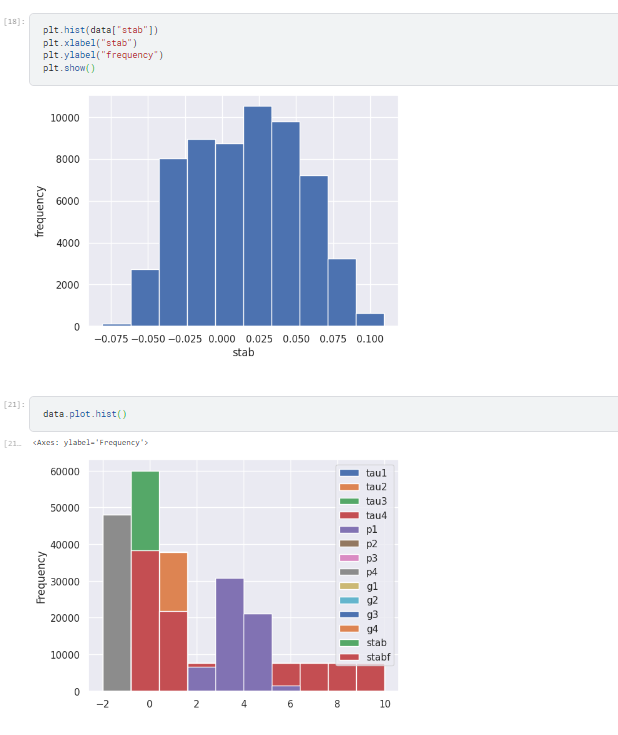 [18]:
plt.hist(data["stab"])
plt.xlabel("stab")
plt.ylabel("frequency")
plt.show()
10000
8000
6000
4000
2000
0
frequency
−0.075 −0.050 −0.025 0.000 0.025 0.050 0.075 0.100
stab
[21]:
data.plot.hist()
[21...
<Axes: ylabel='Frequency'>
60000
50000
40000
30000
20000
10000
0
Frequency
tau1
tau2
tau3
tau4
p1
p2
p3
p4
g1
g2
g3
g4
stab
stabf
−2 0 2 4 6 8 10